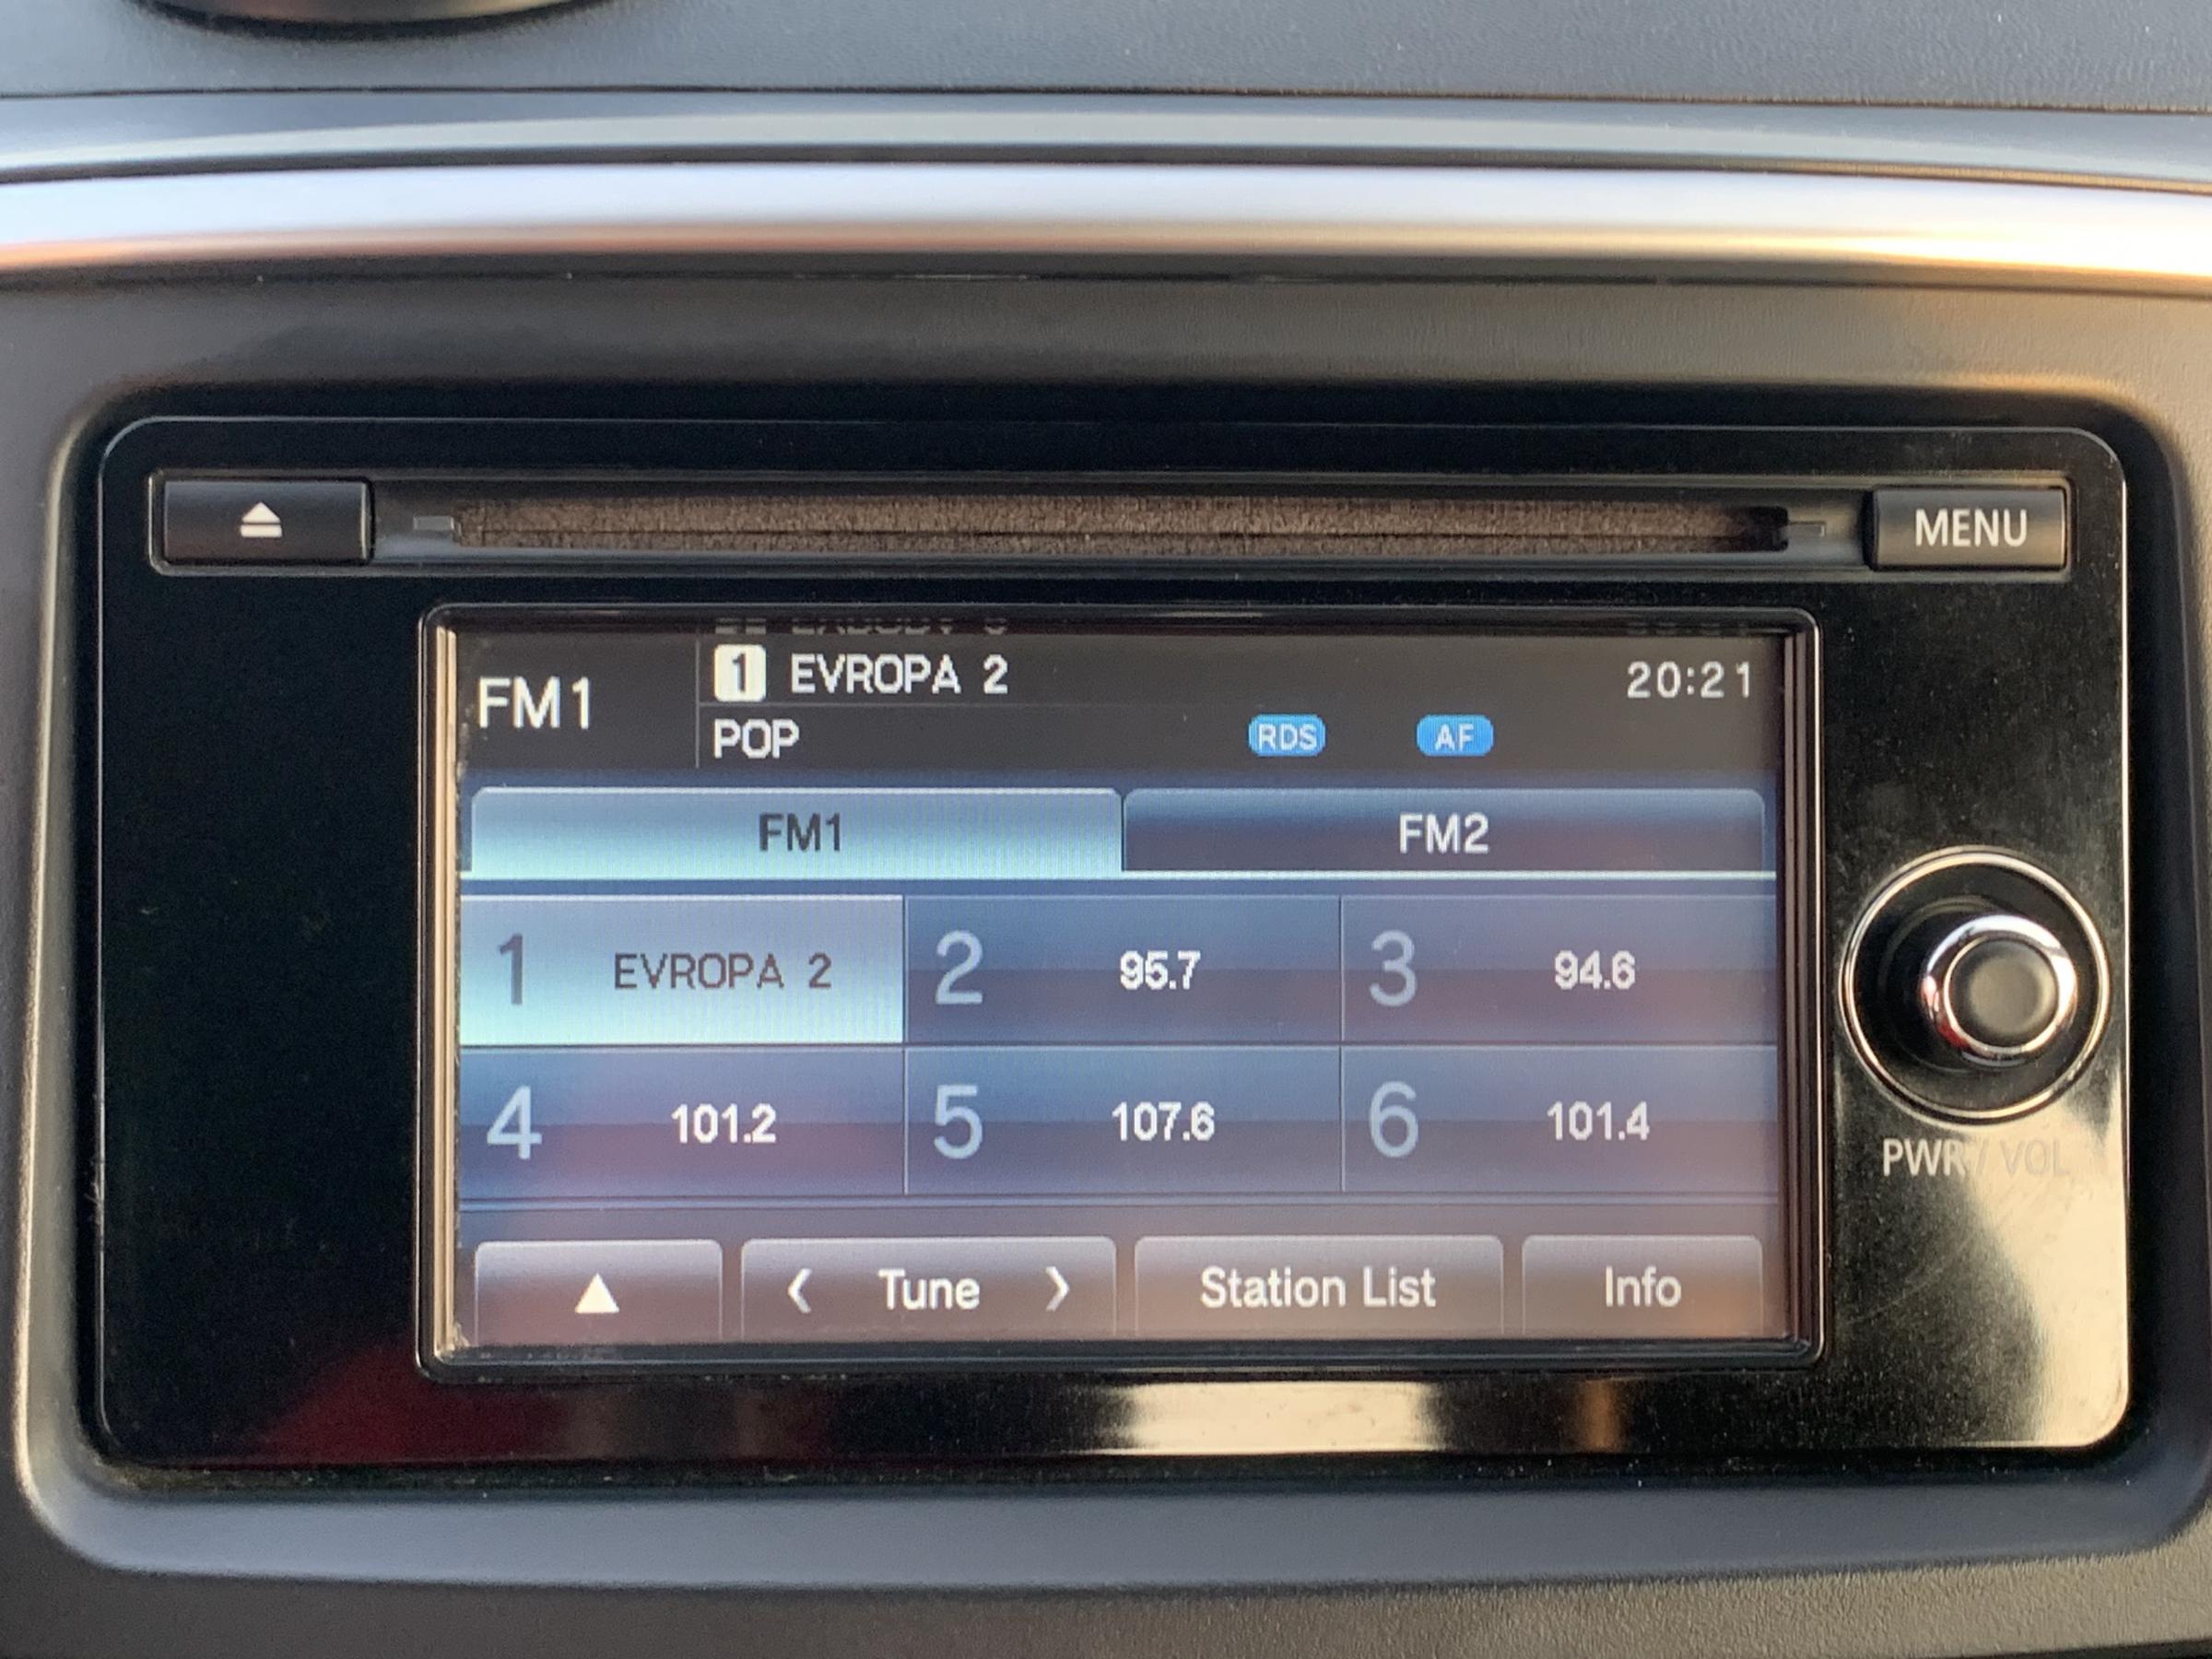 MENU
FM1
1 EVROPA 2
20:21
POP
RDS AF
FM1 FM2
1 EVROPA 2 2 95.7 3 94.6
4 101.2 5 107.6 6 101.4
PWR / VOL
Tune Station List Info